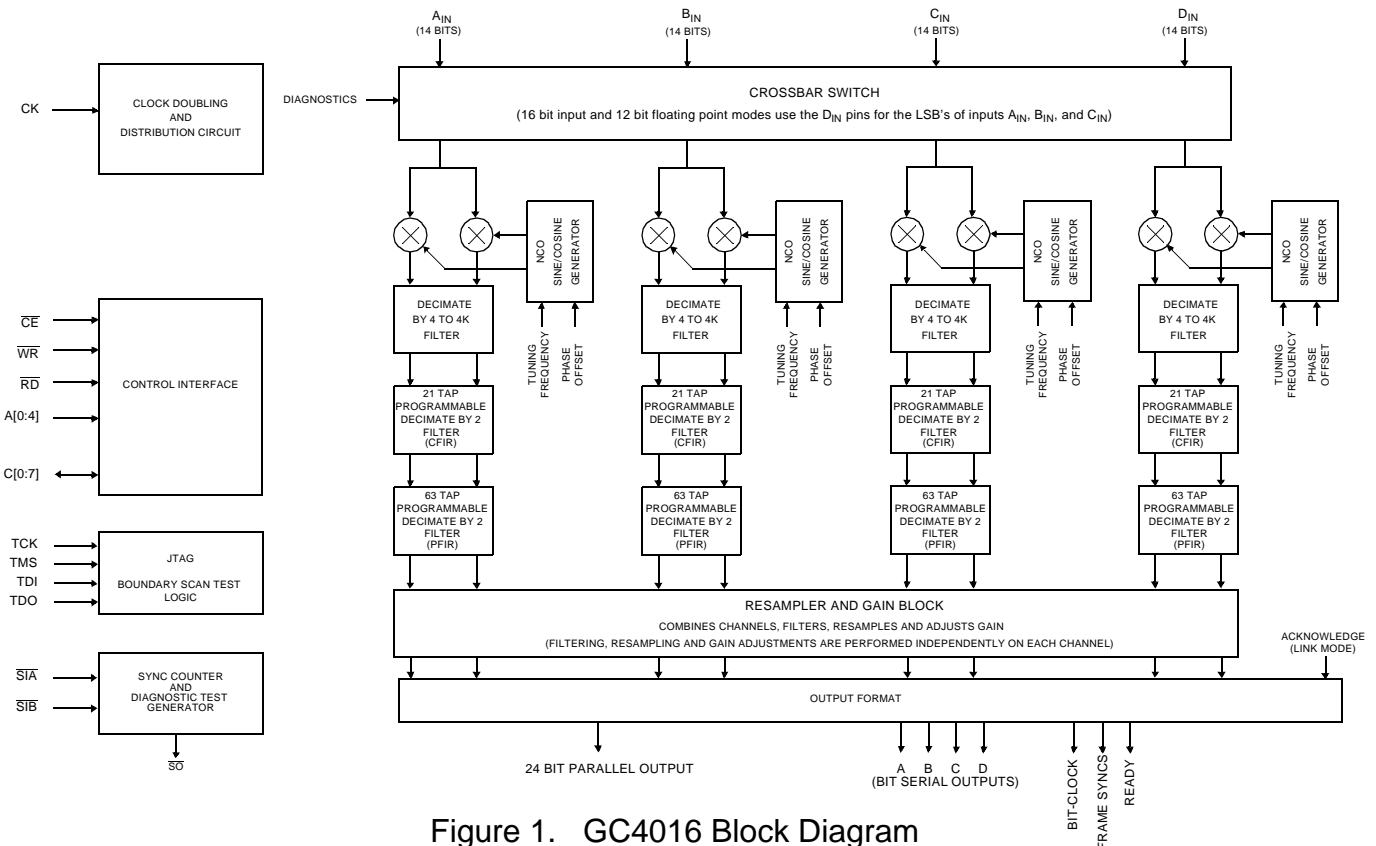 A_IN
(14 BITS)
B_IN
(14 BITS)
C_IN
(14 BITS)
D_IN
(14 BITS)
CK
CLOCK DOUBLING
AND
DISTRIBUTION CIRCUIT
DIAGNOSTICS
CROSSBAR SWITCH
(16 bit input and 12 bit floating point modes use the D_IN pins for the LSB's of inputs A_IN, B_IN, and C_IN)
NCO
SINE/COSINE
GENERATOR
NCO
SINE/COSINE
GENERATOR
NCO
SINE/COSINE
GENERATOR
NCO
SINE/COSINE
GENERATOR
CE
WR
RD
A[0:4]
C[0:7]
CONTROL INTERFACE
DECIMATE
BY 4 TO 4K
FILTER
DECIMATE
BY 4 TO 4K
FILTER
DECIMATE
BY 4 TO 4K
FILTER
DECIMATE
BY 4 TO 4K
FILTER
TUNING
FREQUENCY
PHASE
OFFSET
TUNING
FREQUENCY
PHASE
OFFSET
TUNING
FREQUENCY
PHASE
OFFSET
TUNING
FREQUENCY
PHASE
OFFSET
21 TAP
PROGRAMMABLE
DECIMATE BY 2
FILTER
(CFIR)
21 TAP
PROGRAMMABLE
DECIMATE BY 2
FILTER
(CFIR)
21 TAP
PROGRAMMABLE
DECIMATE BY 2
FILTER
(CFIR)
21 TAP
PROGRAMMABLE
DECIMATE BY 2
FILTER
(CFIR)
63 TAP
PROGRAMMABLE
DECIMATE BY 2
FILTER
(PFIR)
63 TAP
PROGRAMMABLE
DECIMATE BY 2
FILTER
(PFIR)
63 TAP
PROGRAMMABLE
DECIMATE BY 2
FILTER
(PFIR)
63 TAP
PROGRAMMABLE
DECIMATE BY 2
FILTER
(PFIR)
TCK
TMS
TDI
TDO
JTAG
BOUNDARY SCAN TEST
LOGIC
RESAMPLER AND GAIN BLOCK
COMBINES CHANNELS, FILTERS, RESAMPLES AND ADJUSTS GAIN
(FILTERING, RESAMPLING AND GAIN ADJUSTMENTS ARE PERFORMED INDEPENDENTLY ON EACH CHANNEL)
ACKNOWLEDGE
(LINK MODE)
SIA
SIB
SYNC COUNTER
AND
DIAGNOSTIC TEST
GENERATOR
SO
OUTPUT FORMAT
24 BIT PARALLEL OUTPUT
A B C D
(BIT SERIAL OUTPUTS)
BIT-CLOCK
FRAME SYNCS
READY
Figure 1. GC4016 Block Diagram